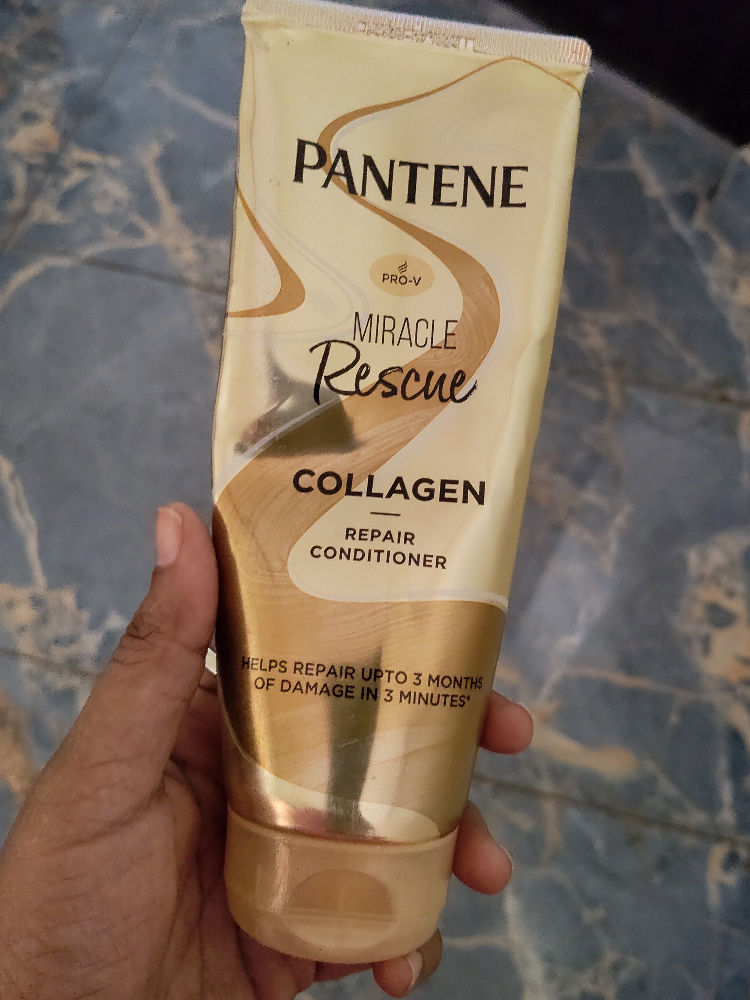 PANTENE
PRO-V
MIRACLE
Rescue
COLLAGEN
REPAIR
CONDITIONER
HELPS REPAIR UPTO 3 MONTHS
OF DAMAGE IN 3 MINUTES*